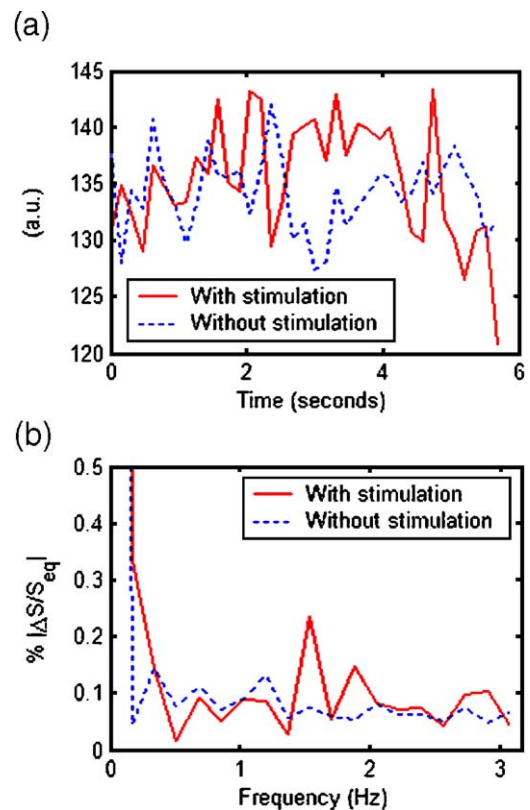 (a)
145
140
135
130
125
120
(a.u.)
With stimulation
Without stimulation
0
2
4
6
Time (seconds)
(b)
0.5
0.4
0.3
0.2
0.1
0
% |ΔS/S_eq|
With stimulation
Without stimulation
0
1
2
3
Frequency (Hz)